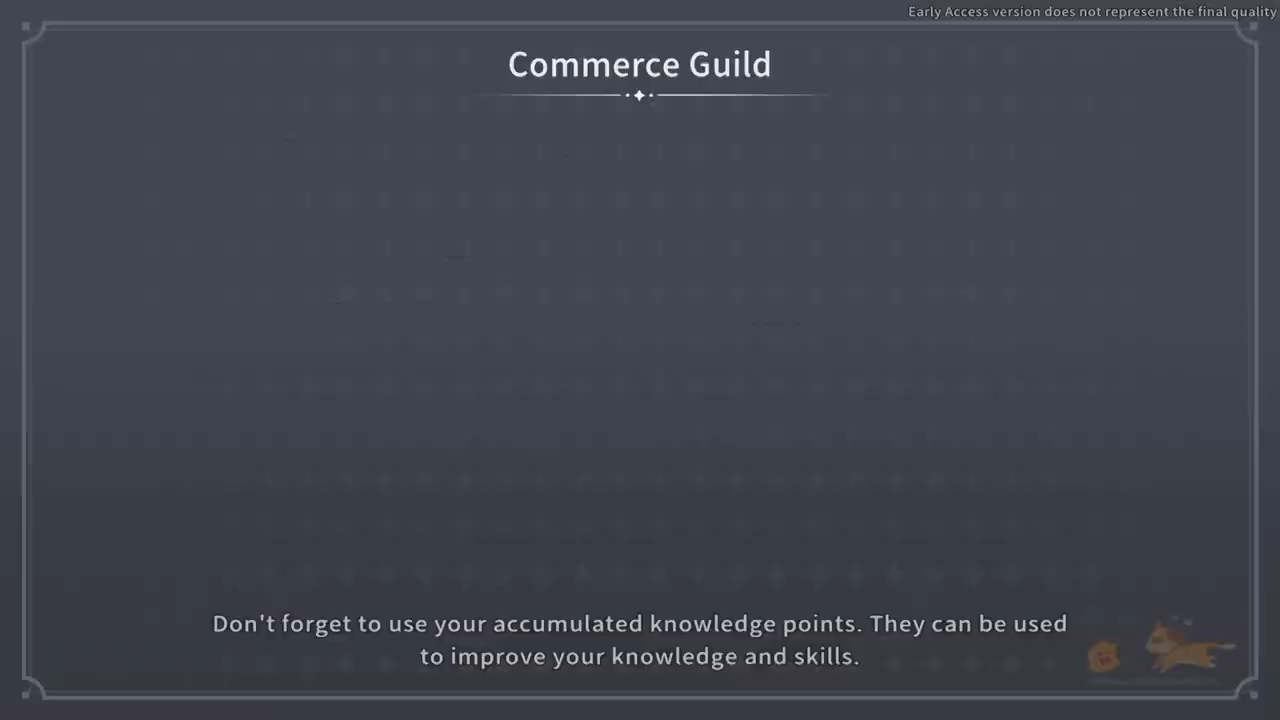 Early Access version does not represent the final quality
Commerce Guild
Don't forget to use your accumulated knowledge points. They can be used
to improve your knowledge and skills.